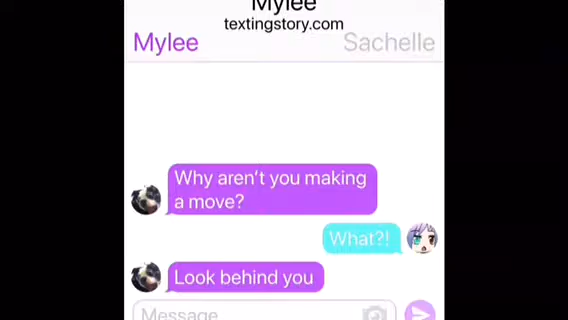 Mylee
textingstory.com
Mylee Sachelle
Why aren't you making
a move?
What?!
Look behind you
Message